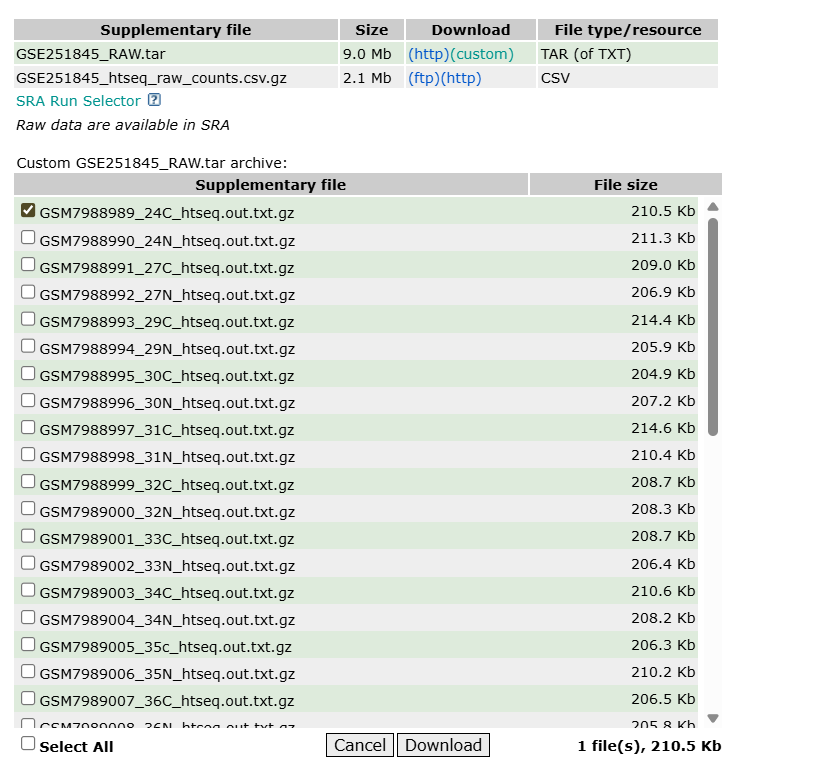 Supplementary file Size Download File type/resource
GSE251845_RAW.tar 9.0 Mb (http)(custom) TAR (of TXT)
GSE251845_htseq_raw_counts.csv.gz 2.1 Mb (ftp)(http) CSV
SRA Run Selector ?
Raw data are available in SRA
Custom GSE251845_RAW.tar archive:
Supplementary file File size
GSM7988989_24C_htseq.out.txt.gz 210.5 Kb
GSM7988990_24N_htseq.out.txt.gz 211.3 Kb
GSM7988991_27C_htseq.out.txt.gz 209.0 Kb
GSM7988992_27N_htseq.out.txt.gz 206.9 Kb
GSM7988993_29C_htseq.out.txt.gz 214.4 Kb
GSM7988994_29N_htseq.out.txt.gz 205.9 Kb
GSM7988995_30C_htseq.out.txt.gz 204.9 Kb
GSM7988996_30N_htseq.out.txt.gz 207.2 Kb
GSM7988997_31C_htseq.out.txt.gz 214.6 Kb
GSM7988998_31N_htseq.out.txt.gz 210.4 Kb
GSM7988999_32C_htseq.out.txt.gz 208.7 Kb
GSM7989000_32N_htseq.out.txt.gz 208.3 Kb
GSM7989001_33C_htseq.out.txt.gz 208.7 Kb
GSM7989002_33N_htseq.out.txt.gz 206.4 Kb
GSM7989003_34C_htseq.out.txt.gz 210.6 Kb
GSM7989004_34N_htseq.out.txt.gz 208.2 Kb
GSM7989005_35c_htseq.out.txt.gz 206.3 Kb
GSM7989006_35N_htseq.out.txt.gz 210.2 Kb
GSM7989007_36C_htseq.out.txt.gz 206.5 Kb
GSM7989008_36N_htseq.out.txt.gz 205.8 Kb
Select All Cancel Download 1 file(s), 210.5 Kb